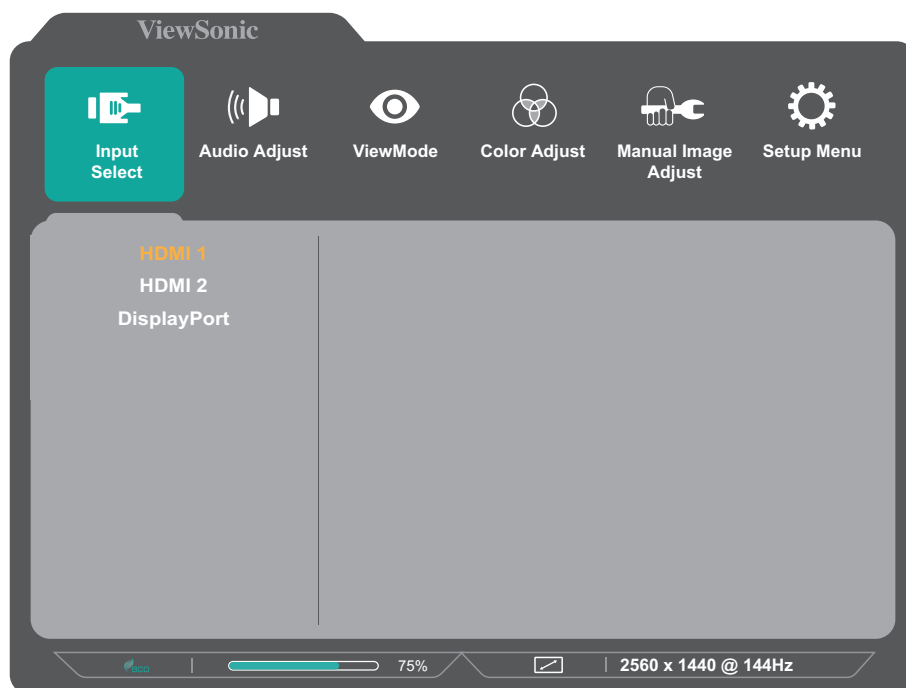 ViewSonic
Input
Select
Audio Adjust
ViewMode
Color Adjust
Manual Image
Adjust
Setup Menu
HDMI 1
HDMI 2
DisplayPort
ECO 75% 2560 x 1440 @ 144Hz